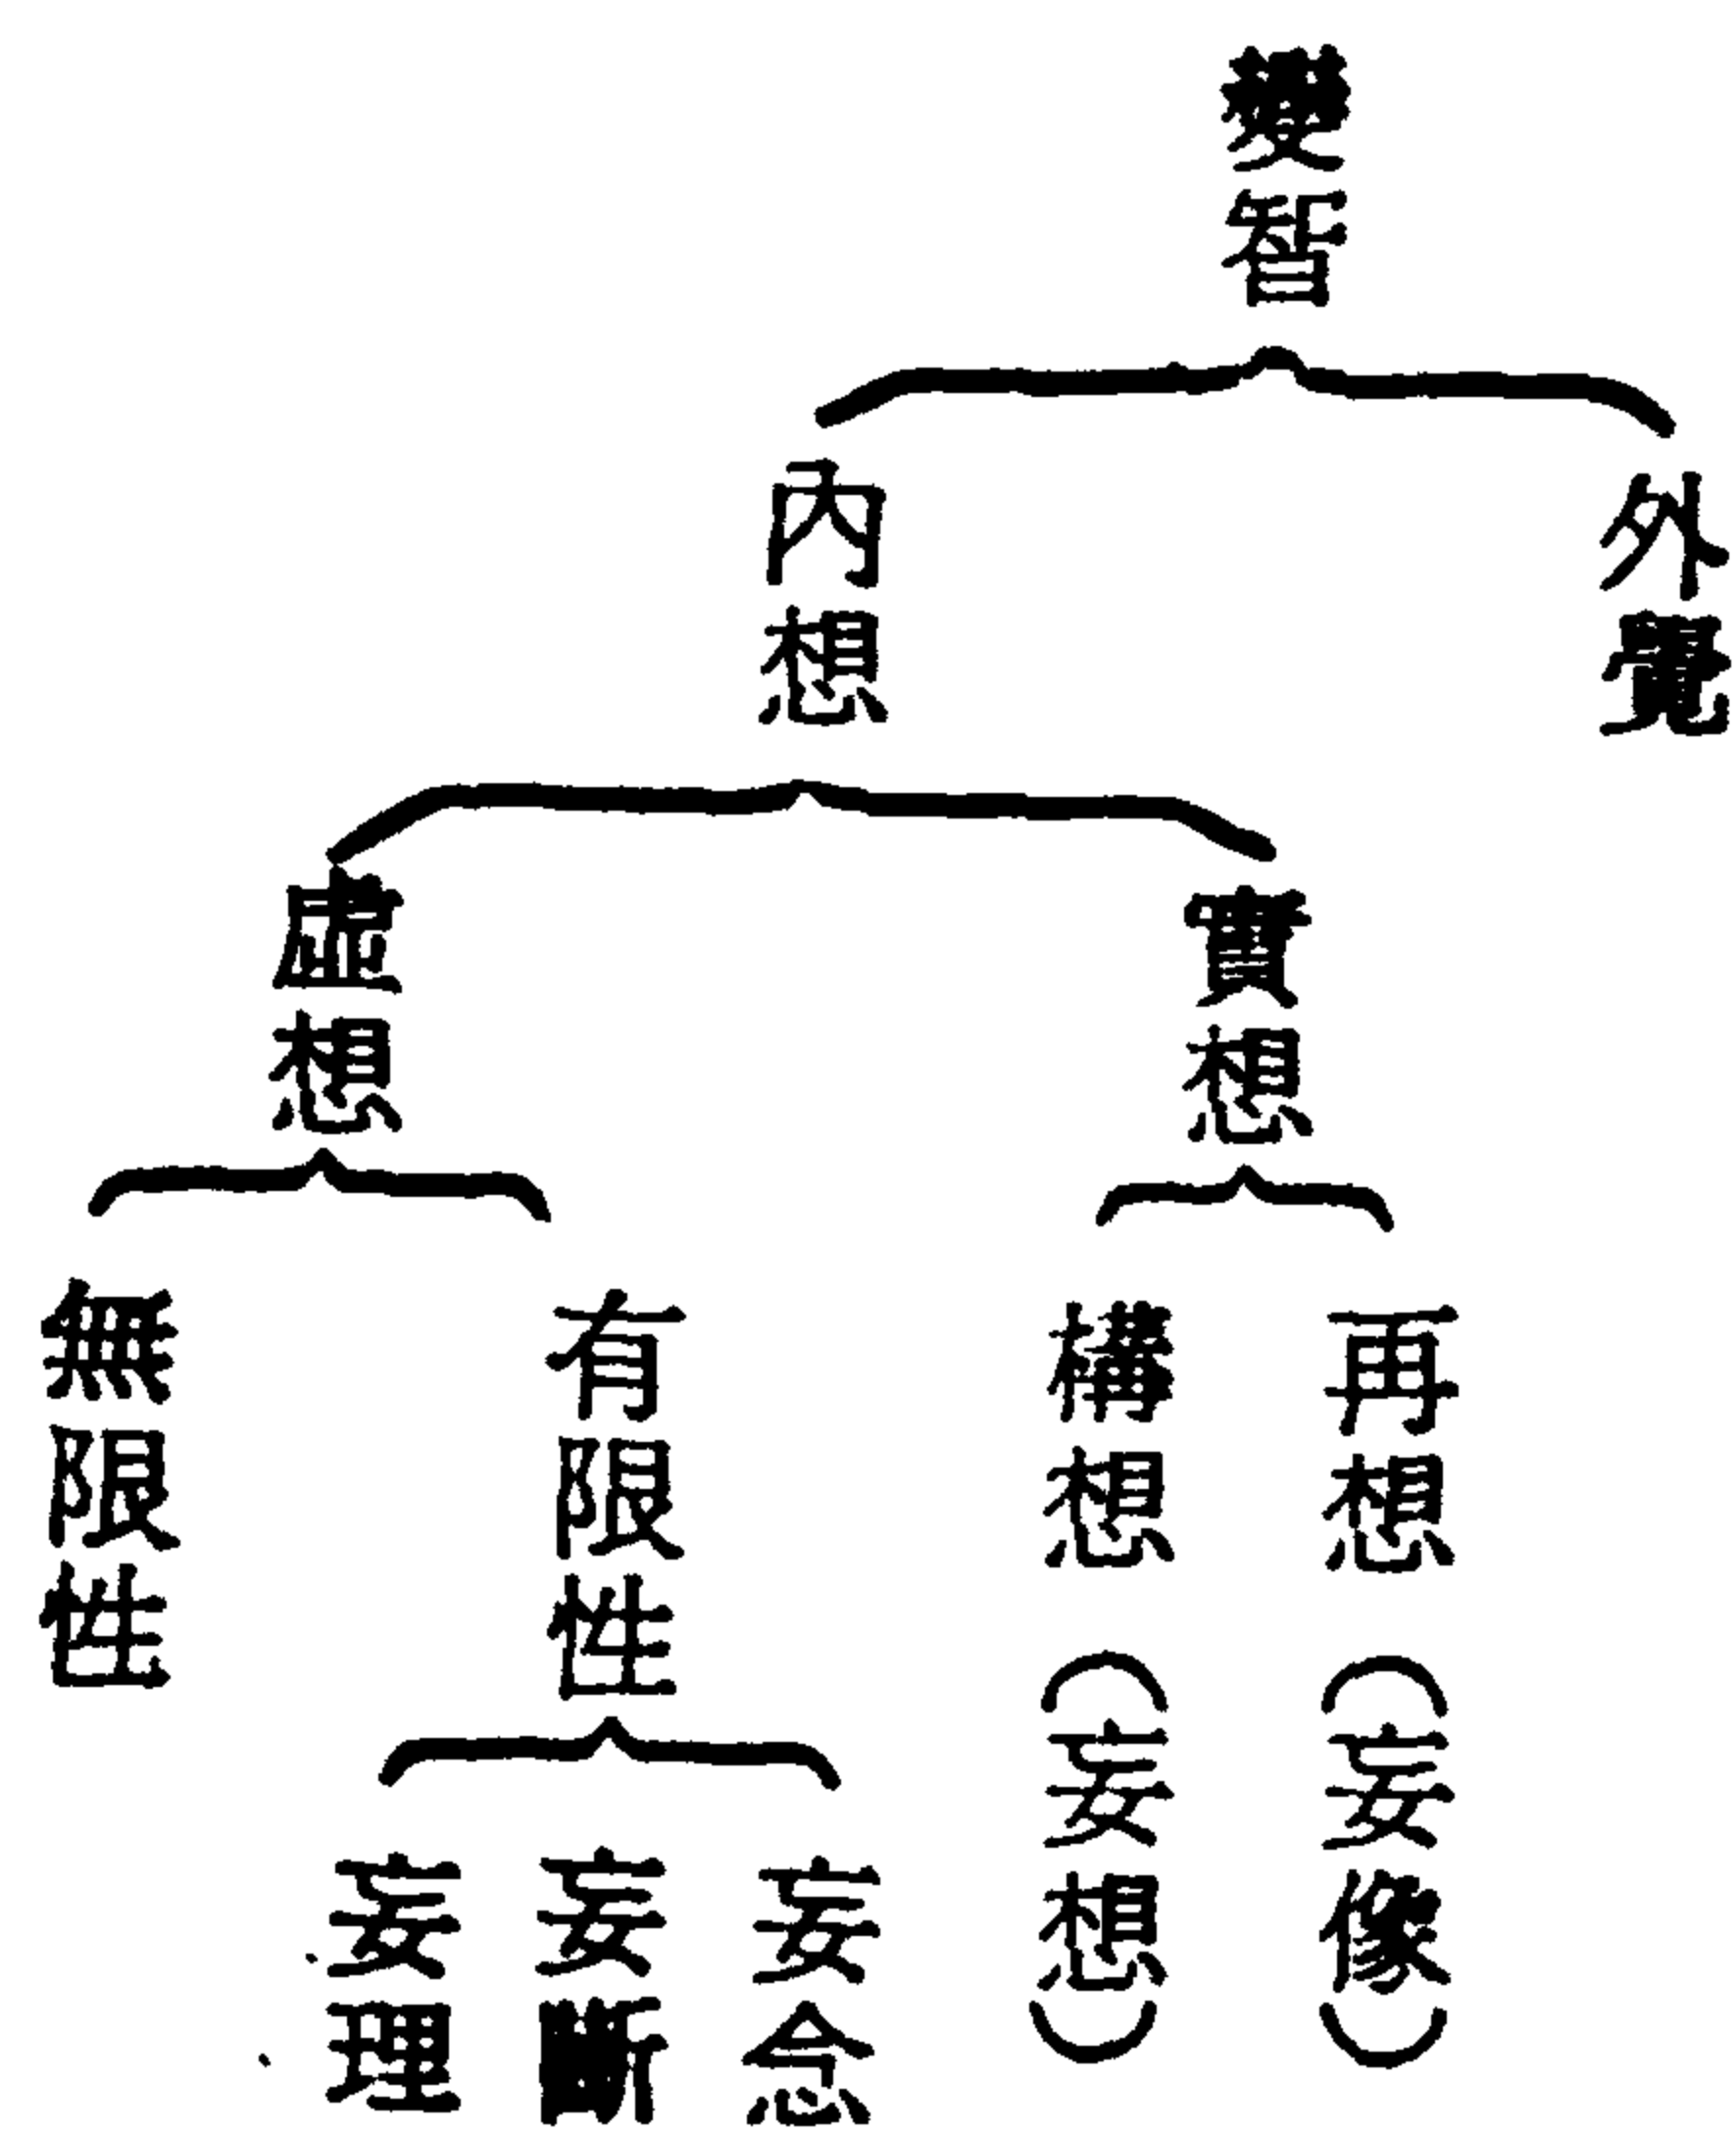 變智
外覺
內想
實想
虛想
再想（妄像）
構想（妄想）
有限性
無限性
妄念
妄斷
妄理